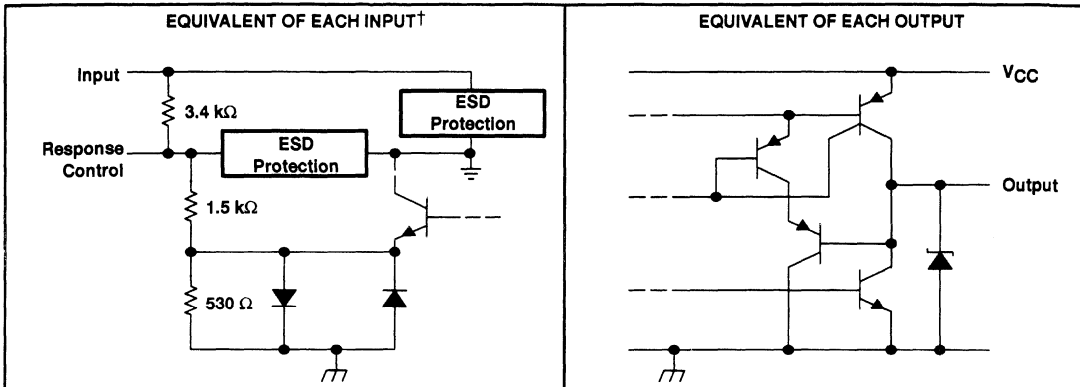 EQUIVALENT OF EACH INPUT†
Input
3.4 kΩ
ESD
Protection
Response
Control
ESD
Protection
1.5 kΩ
530 Ω
EQUIVALENT OF EACH OUTPUT
VCC
Output